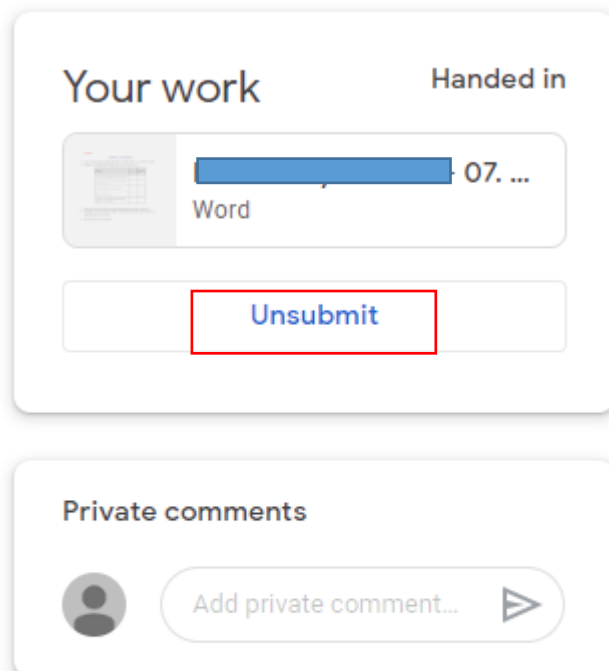 Your work
Handed in
07. ...
Word
Unsubmit
Private comments
Add private comment...